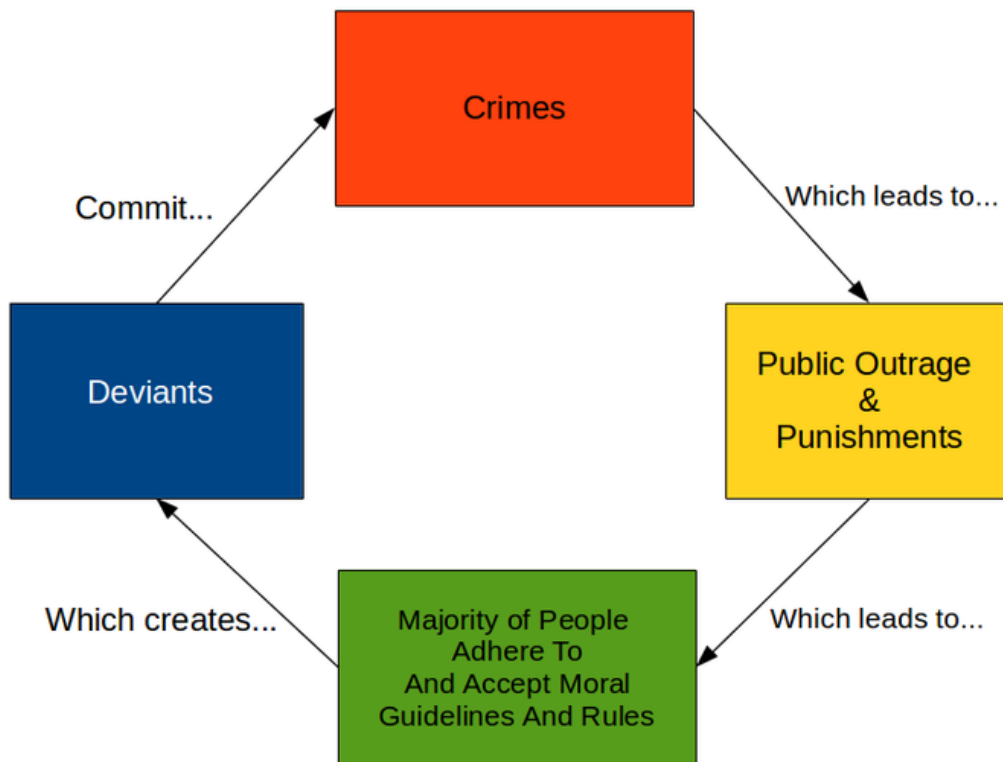 Crimes
Commit...
Which leads to...
Deviants
Public Outrage
&
Punishments
Which creates...
Majority of People
Adhere To
And Accept Moral
Guidelines And Rules
Which leads to...